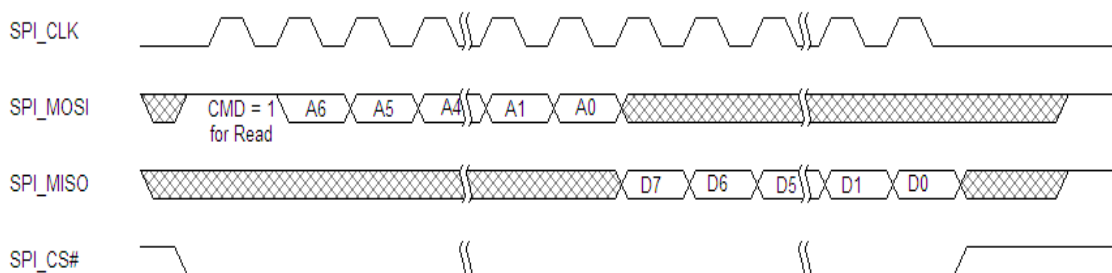 SPI_CLK
SPI_MOSI
CMD = 1
for Read
A6 A5 A4 A1 A0
SPI_MISO
D7 D6 D5 D1 D0
SPI_CS#